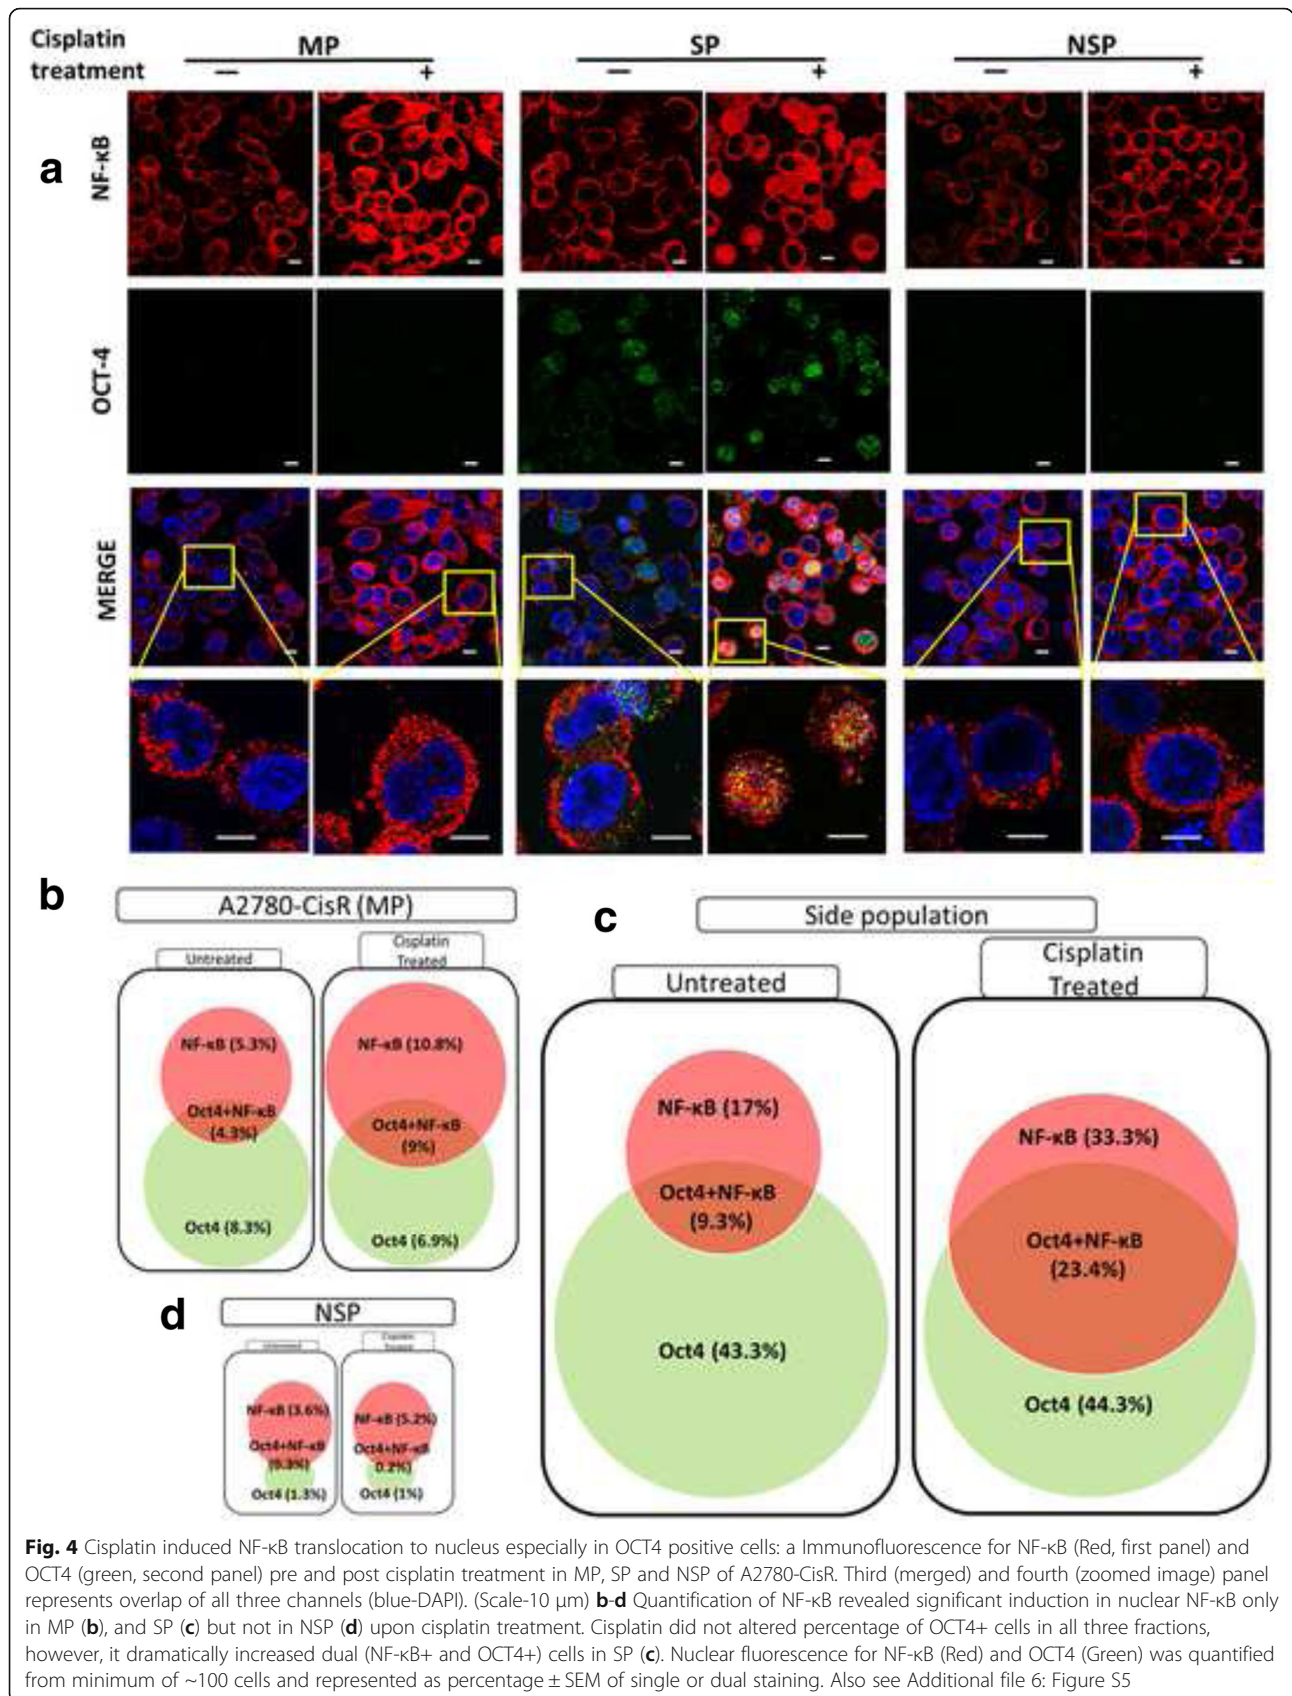 Cisplatin
treatment
MP
SP
NSP
—
+
—
+
—
+
a
NF-κB
OCT-4
MERGE
b
A2780-CisR (MP)
Untreated
Cisplatin
Treated
NF-κB (5.3%)
Oct4+NF-κB
(4.3%)
Oct4 (8.3%)
NF-κB (10.8%)
Oct4+NF-κB
(9%)
Oct4 (6.9%)
c
Side population
Untreated
Cisplatin
Treated
NF-κB (17%)
Oct4+NF-κB
(9.3%)
Oct4 (43.3%)
NF-κB (33.3%)
Oct4+NF-κB
(23.4%)
Oct4 (44.3%)
d
NSP
Untreated
Cisplatin
Treated
NF-κB (3.6%)
Oct4+NF-κB
(0.3%)
Oct4 (1.3%)
NF-κB (5.2%)
Oct4+NF-κB
0.2%)
Oct4 (1%)
Fig. 4 Cisplatin induced NF-κB translocation to nucleus especially in OCT4 positive cells: a Immunofluorescence for NF-κB (Red, first panel) and
OCT4 (green, second panel) pre and post cisplatin treatment in MP, SP and NSP of A2780-CisR. Third (merged) and fourth (zoomed image) panel
represents overlap of all three channels (blue-DAPI). (Scale-10 μm) b-d Quantification of NF-κB revealed significant induction in nuclear NF-κB only
in MP (b), and SP (c) but not in NSP (d) upon cisplatin treatment. Cisplatin did not altered percentage of OCT4+ cells in all three fractions,
however, it dramatically increased dual (NF-κB+ and OCT4+) cells in SP (c). Nuclear fluorescence for NF-κB (Red) and OCT4 (Green) was quantified
from minimum of ~100 cells and represented as percentage ± SEM of single or dual staining. Also see Additional file 6: Figure S5